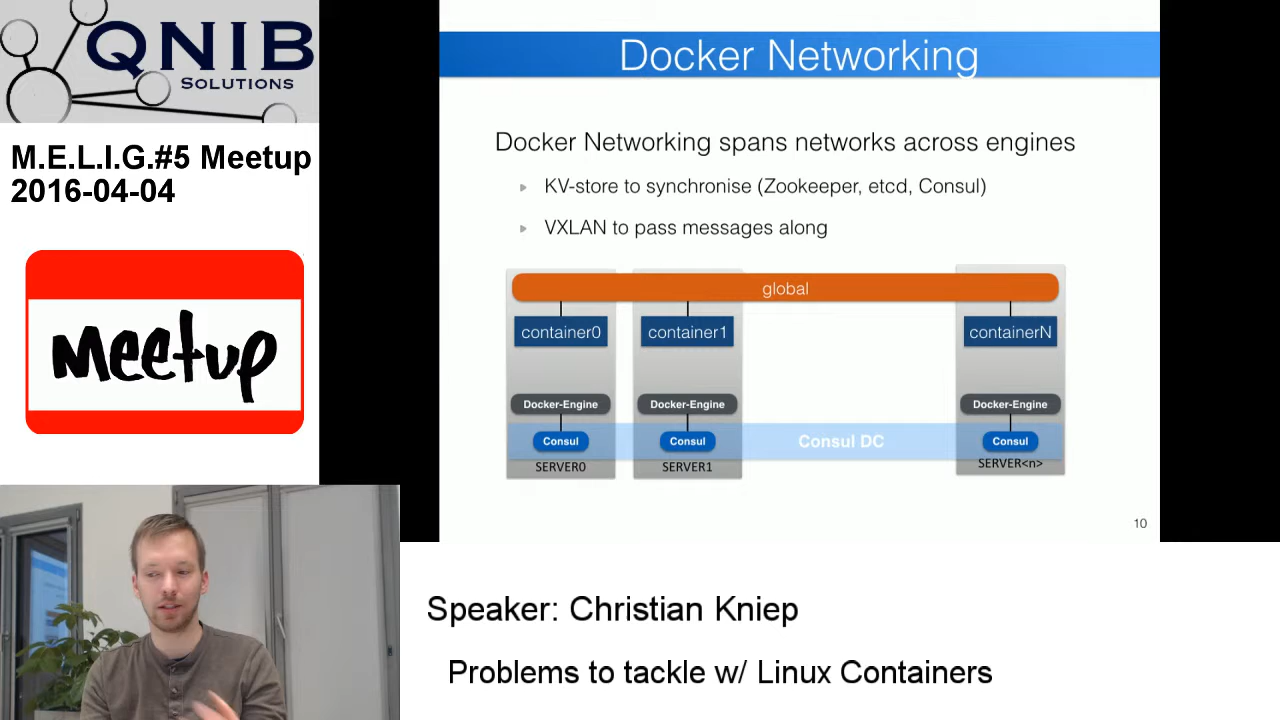 QNIB
SOLUTIONS
M.E.L.I.G.#5 Meetup
2016-04-04
Meetup
Docker Networking
Docker Networking spans networks across engines
KV-store to synchronise (Zookeeper, etcd, Consul)
VXLAN to pass messages along
global
container0 container1 containerN
Docker-Engine Docker-Engine Docker-Engine
Consul Consul Consul DC Consul
SERVER0 SERVER1 SERVER<n>
10
Speaker: Christian Kniep
Problems to tackle w/ Linux Containers